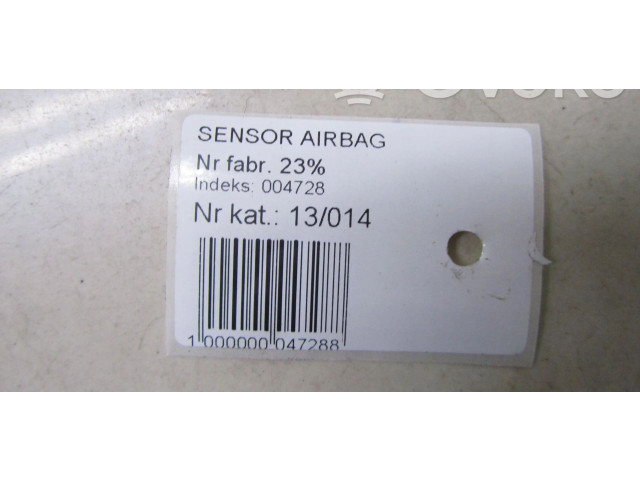 SENSOR AIRBAG
Nr fabr. 23%
Indeks: 004728
Nr kat.: 13/014
1 000000 047288